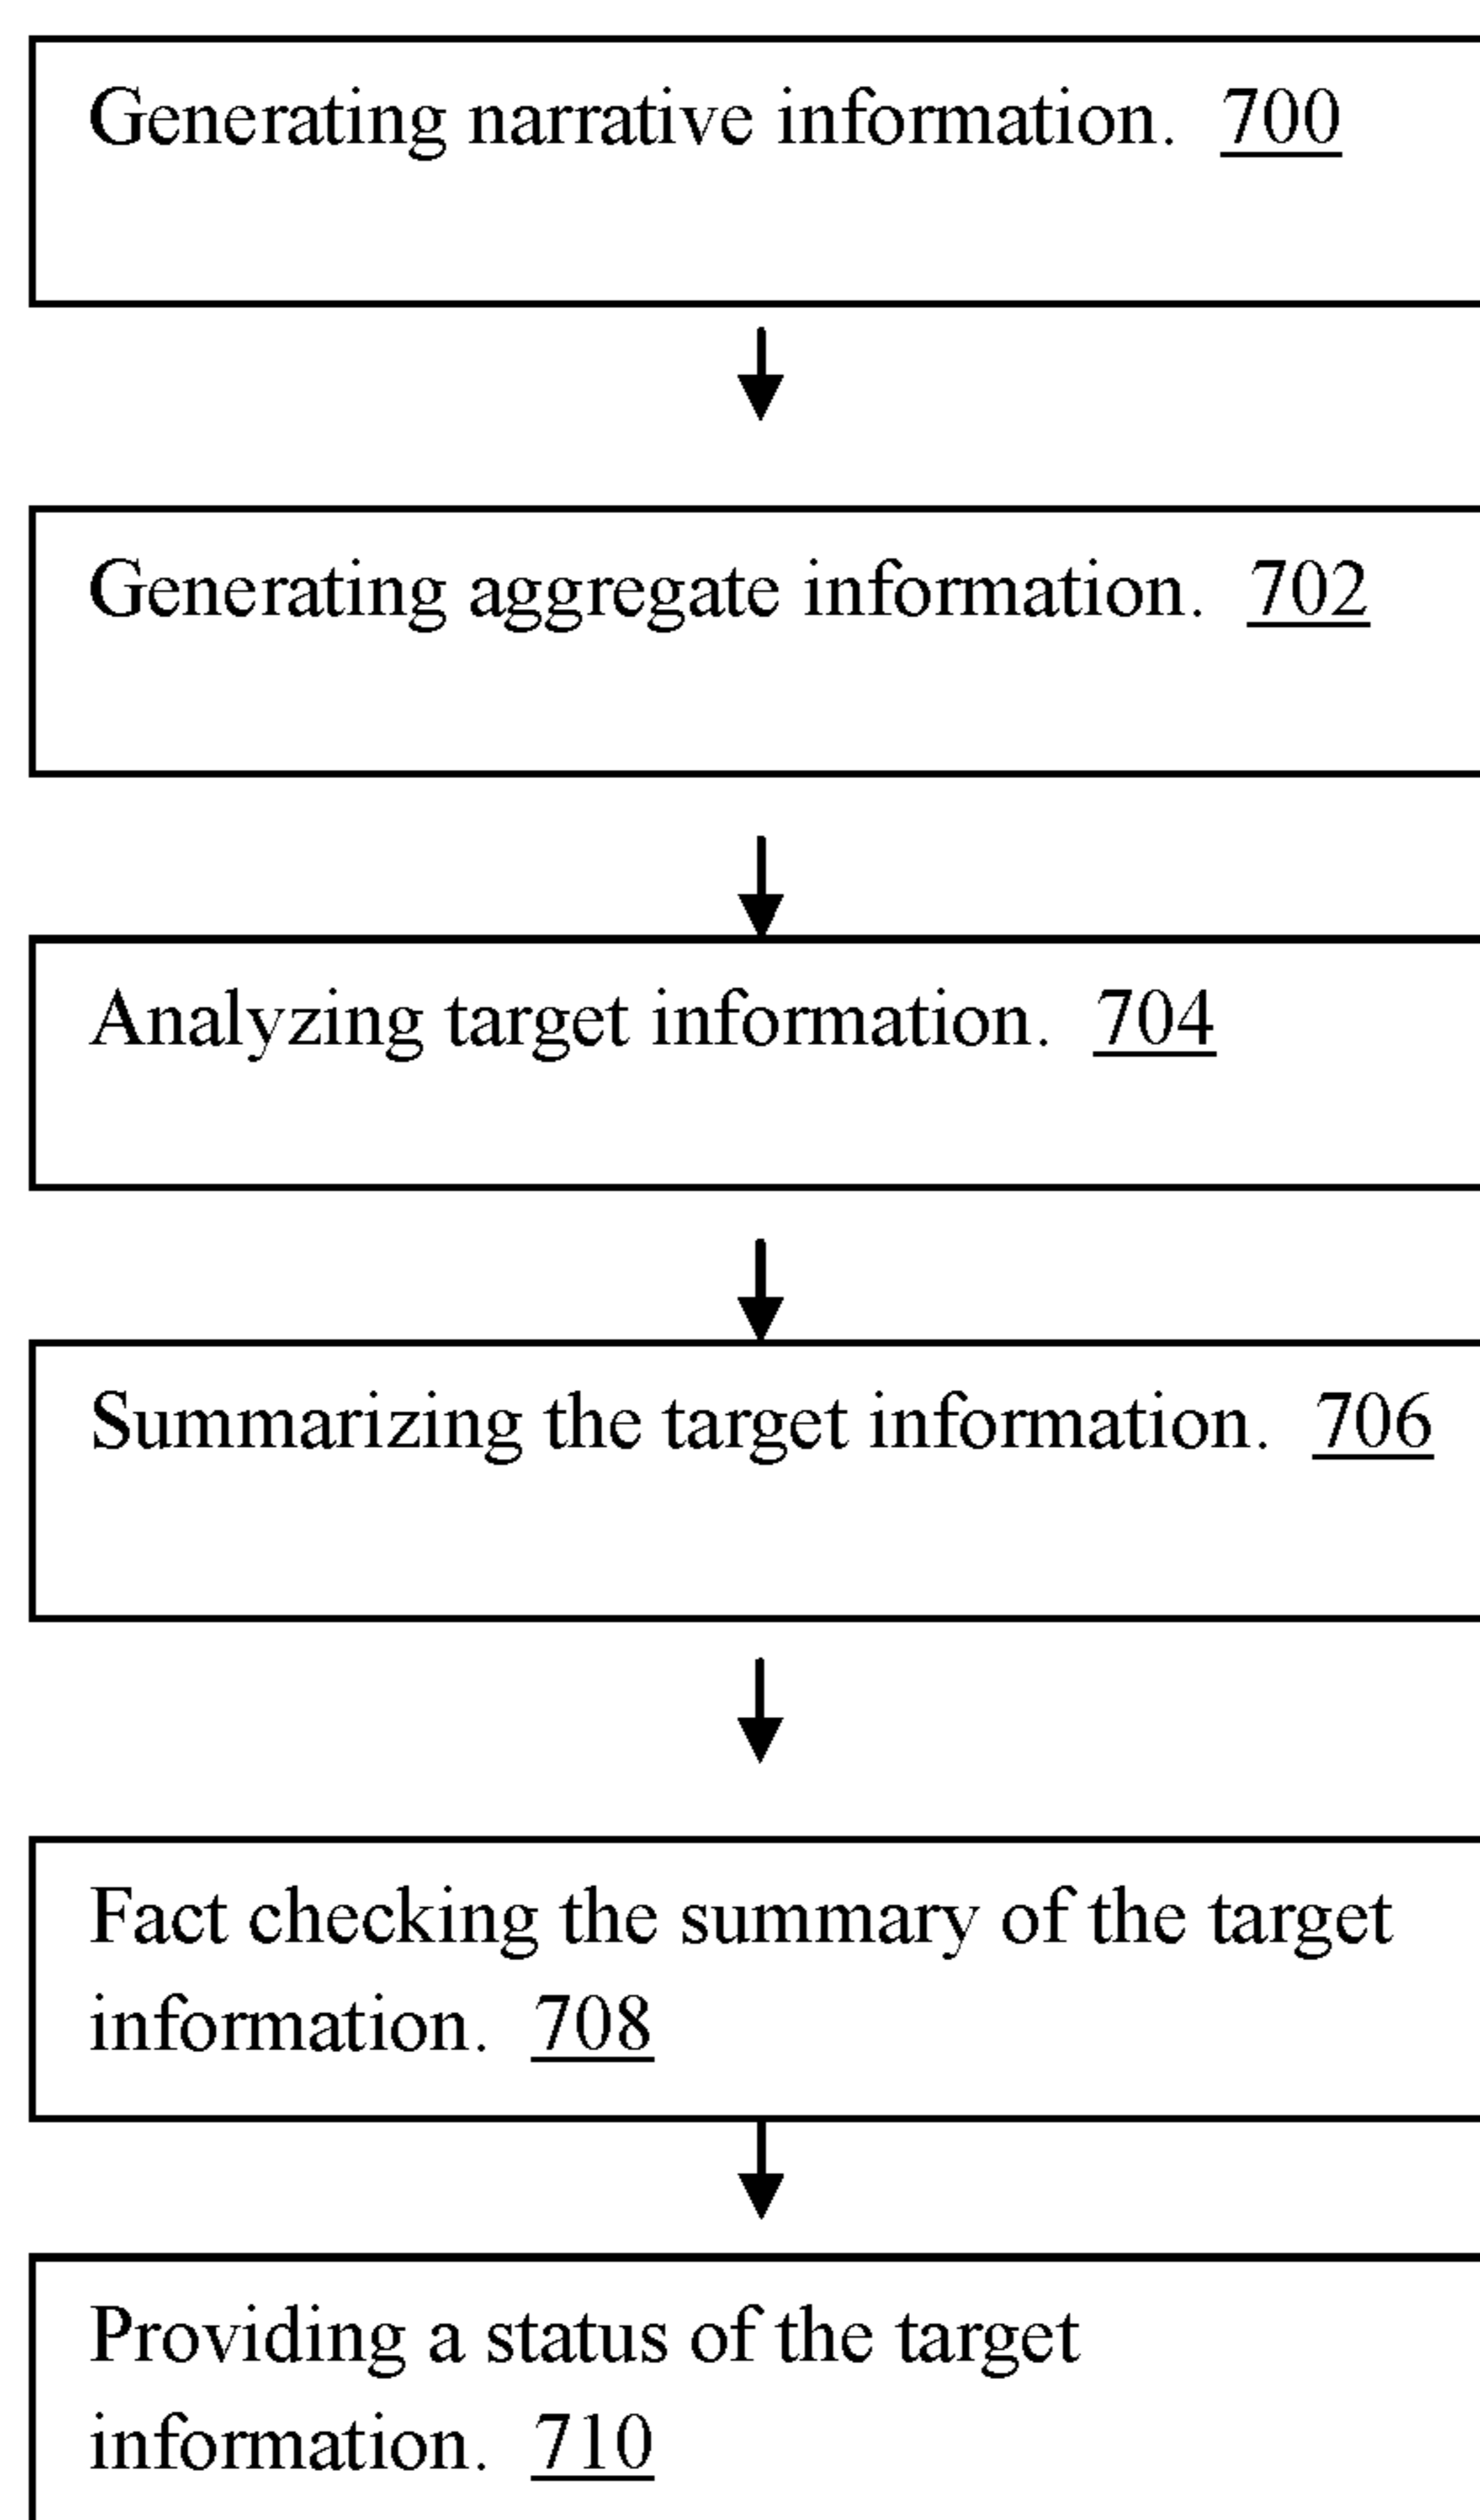 Generating narrative information. 700
Generating aggregate information. 702
Analyzing target information. 704
Summarizing the target information. 706
Fact checking the summary of the target
information. 708
Providing a status of the target
information. 710